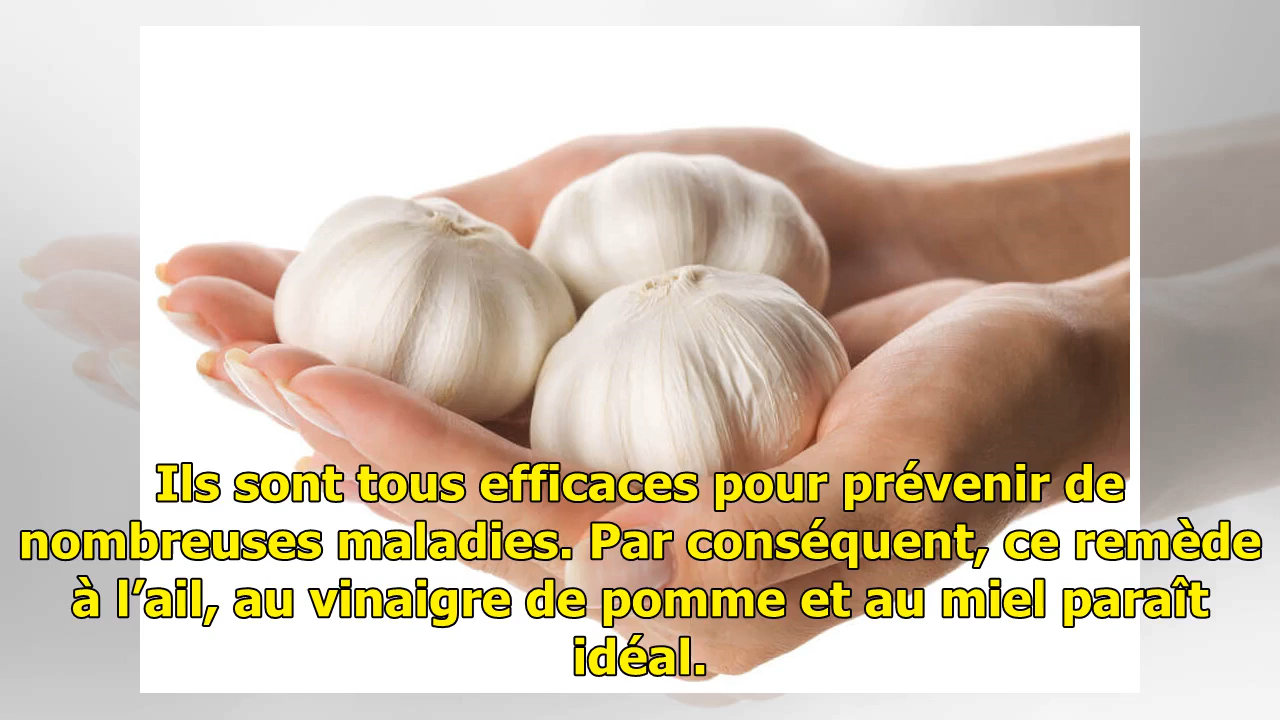 Ils sont tous efficaces pour prévenir de
nombreuses maladies. Par conséquent, ce remède
à l’ail, au vinaigre de pomme et au miel paraît
idéal.